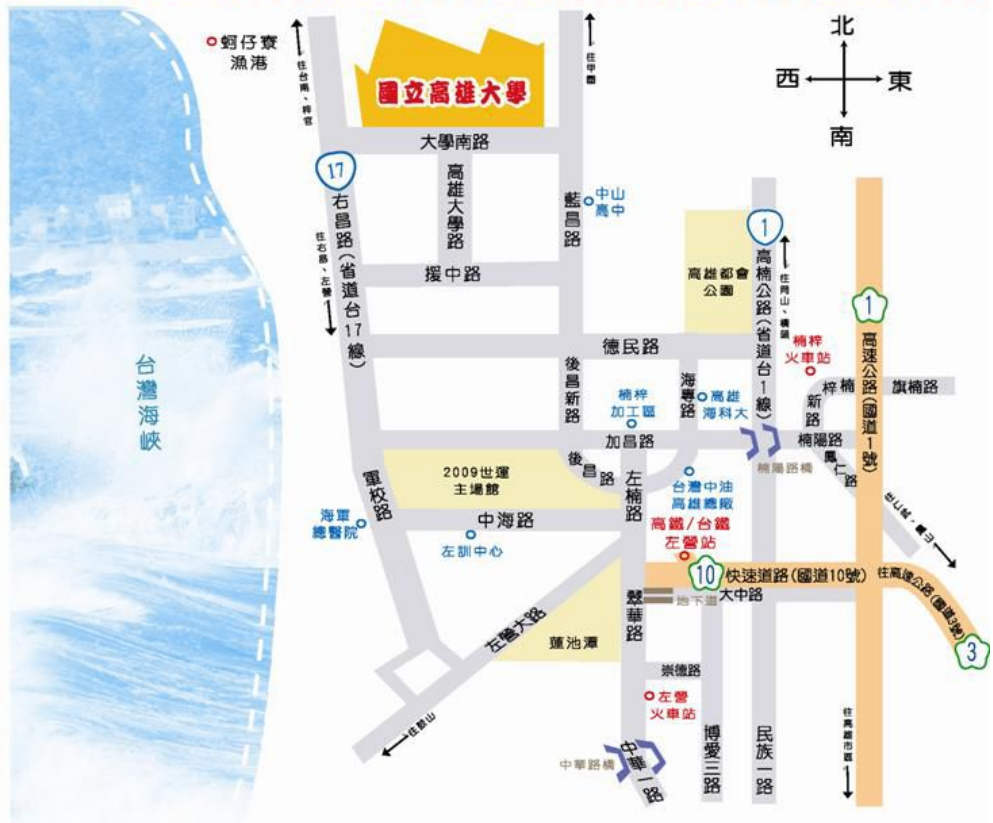 北
西
東
南
蚵仔寮
漁港
往台南、梓官
往甲圍
國立高雄大學
大學南路
17
高雄大學路
藍昌路
中山
高中
右昌路(省道台17線)
往右昌、左營
援中路
高雄都會
公園
1
高楠公路(省道台1線)
往岡山、橋頭
1
高速公路(國道1號)
德民路
楠梓
火車站
後昌新路
海專路
楠梓
加工區
高雄
海科大
梓楠
新路
旗楠路
加昌路
楠陽路
鳳仁路
楠陽路橋
台灣海峽
2009世運
主場館
後昌路
左楠路
台灣中油
高雄總廠
往仁武、鳳山
軍校路
海軍
總醫院
中海路
左訓中心
高鐵/台鐵
左營站
10
快速道路(國道10號)
往高速公路(國道3號)
大中路
地下道
3
翠華路
左營大路
蓮池潭
崇德路
左營
火車站
往鼓山
中華路橋
中華一路
博愛三路
民族一路
往高雄市區